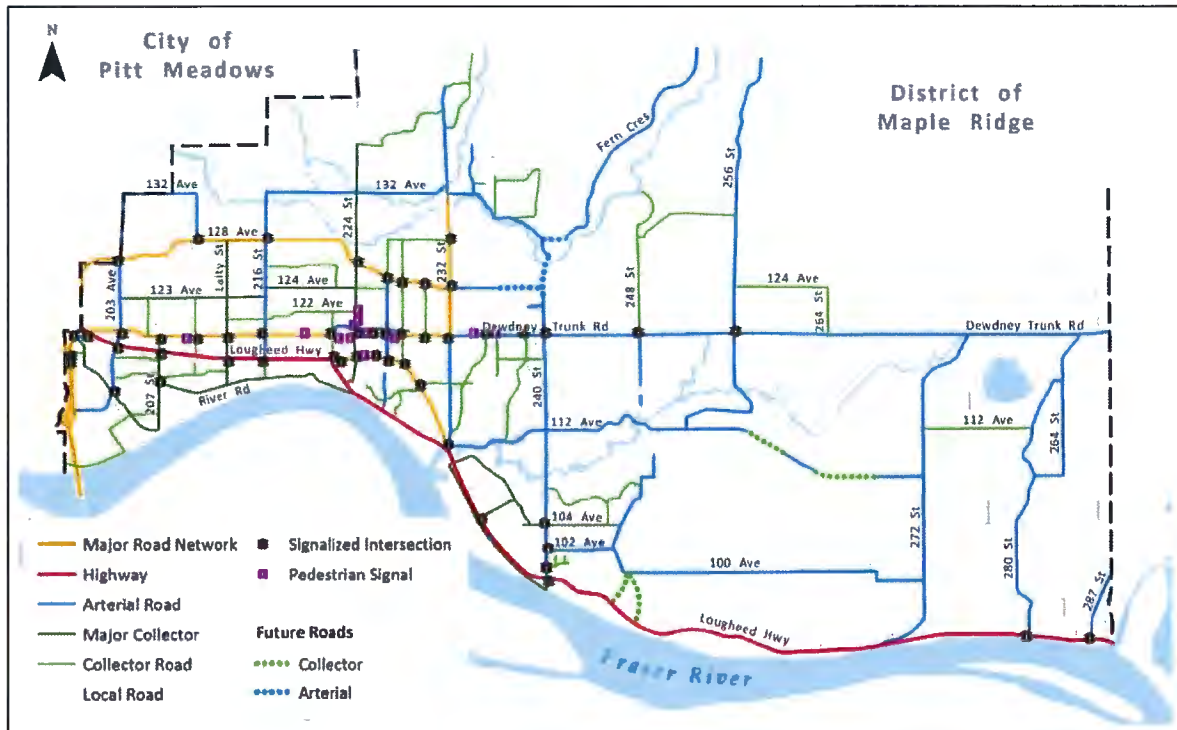 N
City of
Pitt Meadows
District of
Maple Ridge
Fern Cres
256 St
132 Ave
132 Ave
224 St
128 Ave
232 St
Laity St
216 St
203 Ave
124 Ave
123 Ave
248 St
124 Ave
264 St
122 Ave
Dewdney Trunk Rd
Dewdney Trunk Rd
Lougheed Hwy
207 St
River Rd
240 St
112 Ave
112 Ave
264 St
104 Ave
102 Ave
272 St
280 St
100 Ave
287 St
Lougheed Hwy
Fraser River
Major Road Network
Highway
Arterial Road
Major Collector
Collector Road
Local Road
Signalized Intersection
Pedestrian Signal
Future Roads
Collector
Arterial